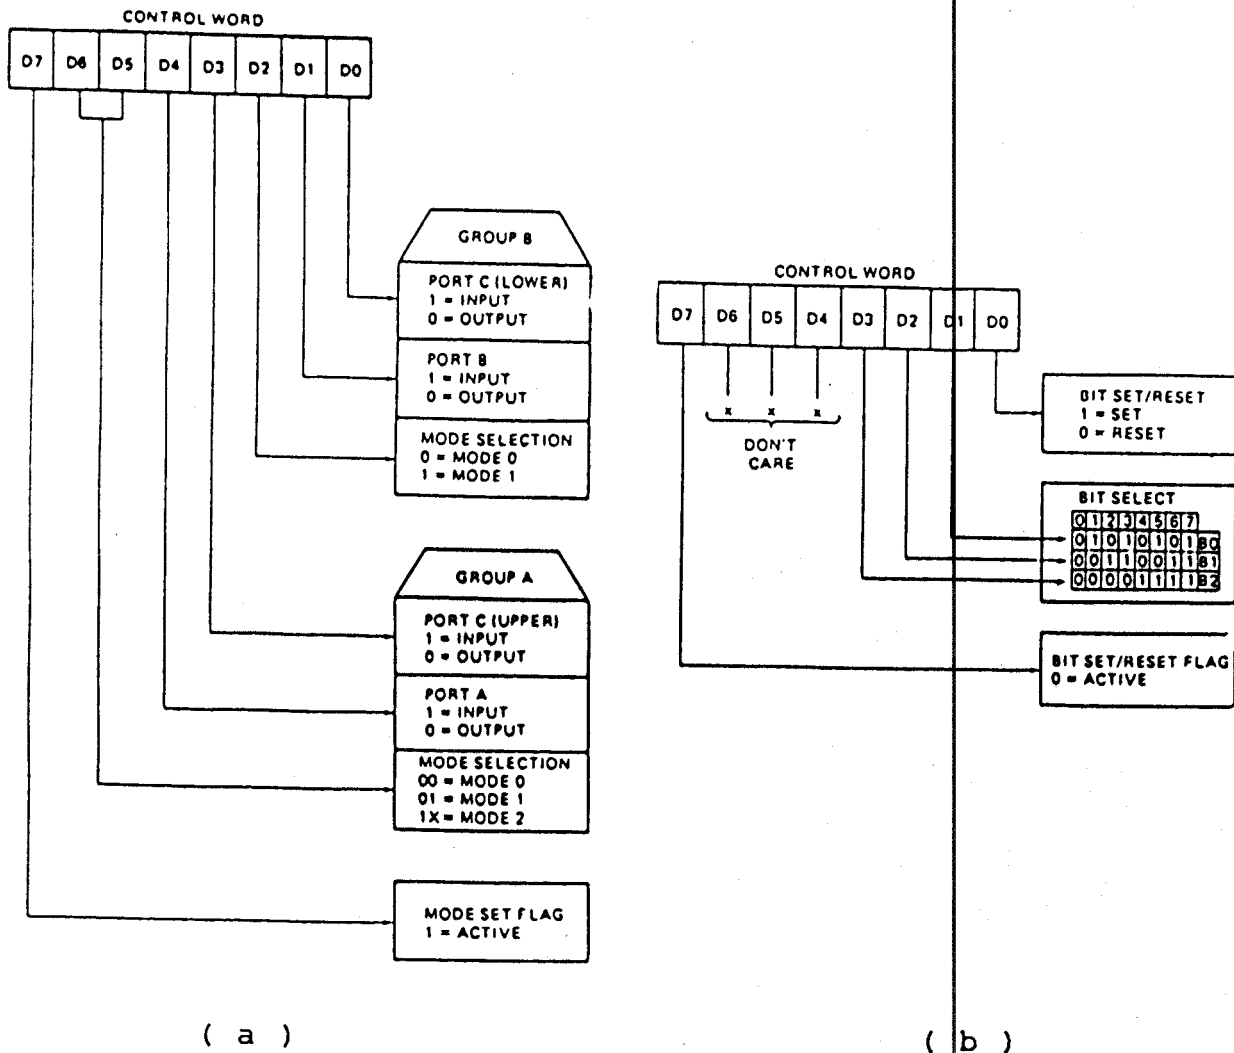 CONTROL WORD
D7 D6 D5 D4 D3 D2 D1 D0
GROUP B
PORT C (LOWER)
1 = INPUT
0 = OUTPUT
PORT B
1 = INPUT
0 = OUTPUT
MODE SELECTION
0 = MODE 0
1 = MODE 1
GROUP A
PORT C (UPPER)
1 = INPUT
0 = OUTPUT
PORT A
1 = INPUT
0 = OUTPUT
MODE SELECTION
00 = MODE 0
01 = MODE 1
1X = MODE 2
MODE SET FLAG
1 = ACTIVE
( a )
CONTROL WORD
D7 D6 D5 D4 D3 D2 D1 D0
X X X
DON'T
CARE
BIT SET/RESET
1 = SET
0 = RESET
BIT SELECT
0 1 2 3 4 5 6 7
0 1 0 1 0 1 0 1 B0
0 0 1 1 0 0 1 1 B1
0 0 0 0 1 1 1 1 B2
BIT SET/RESET FLAG
0 = ACTIVE
( b )